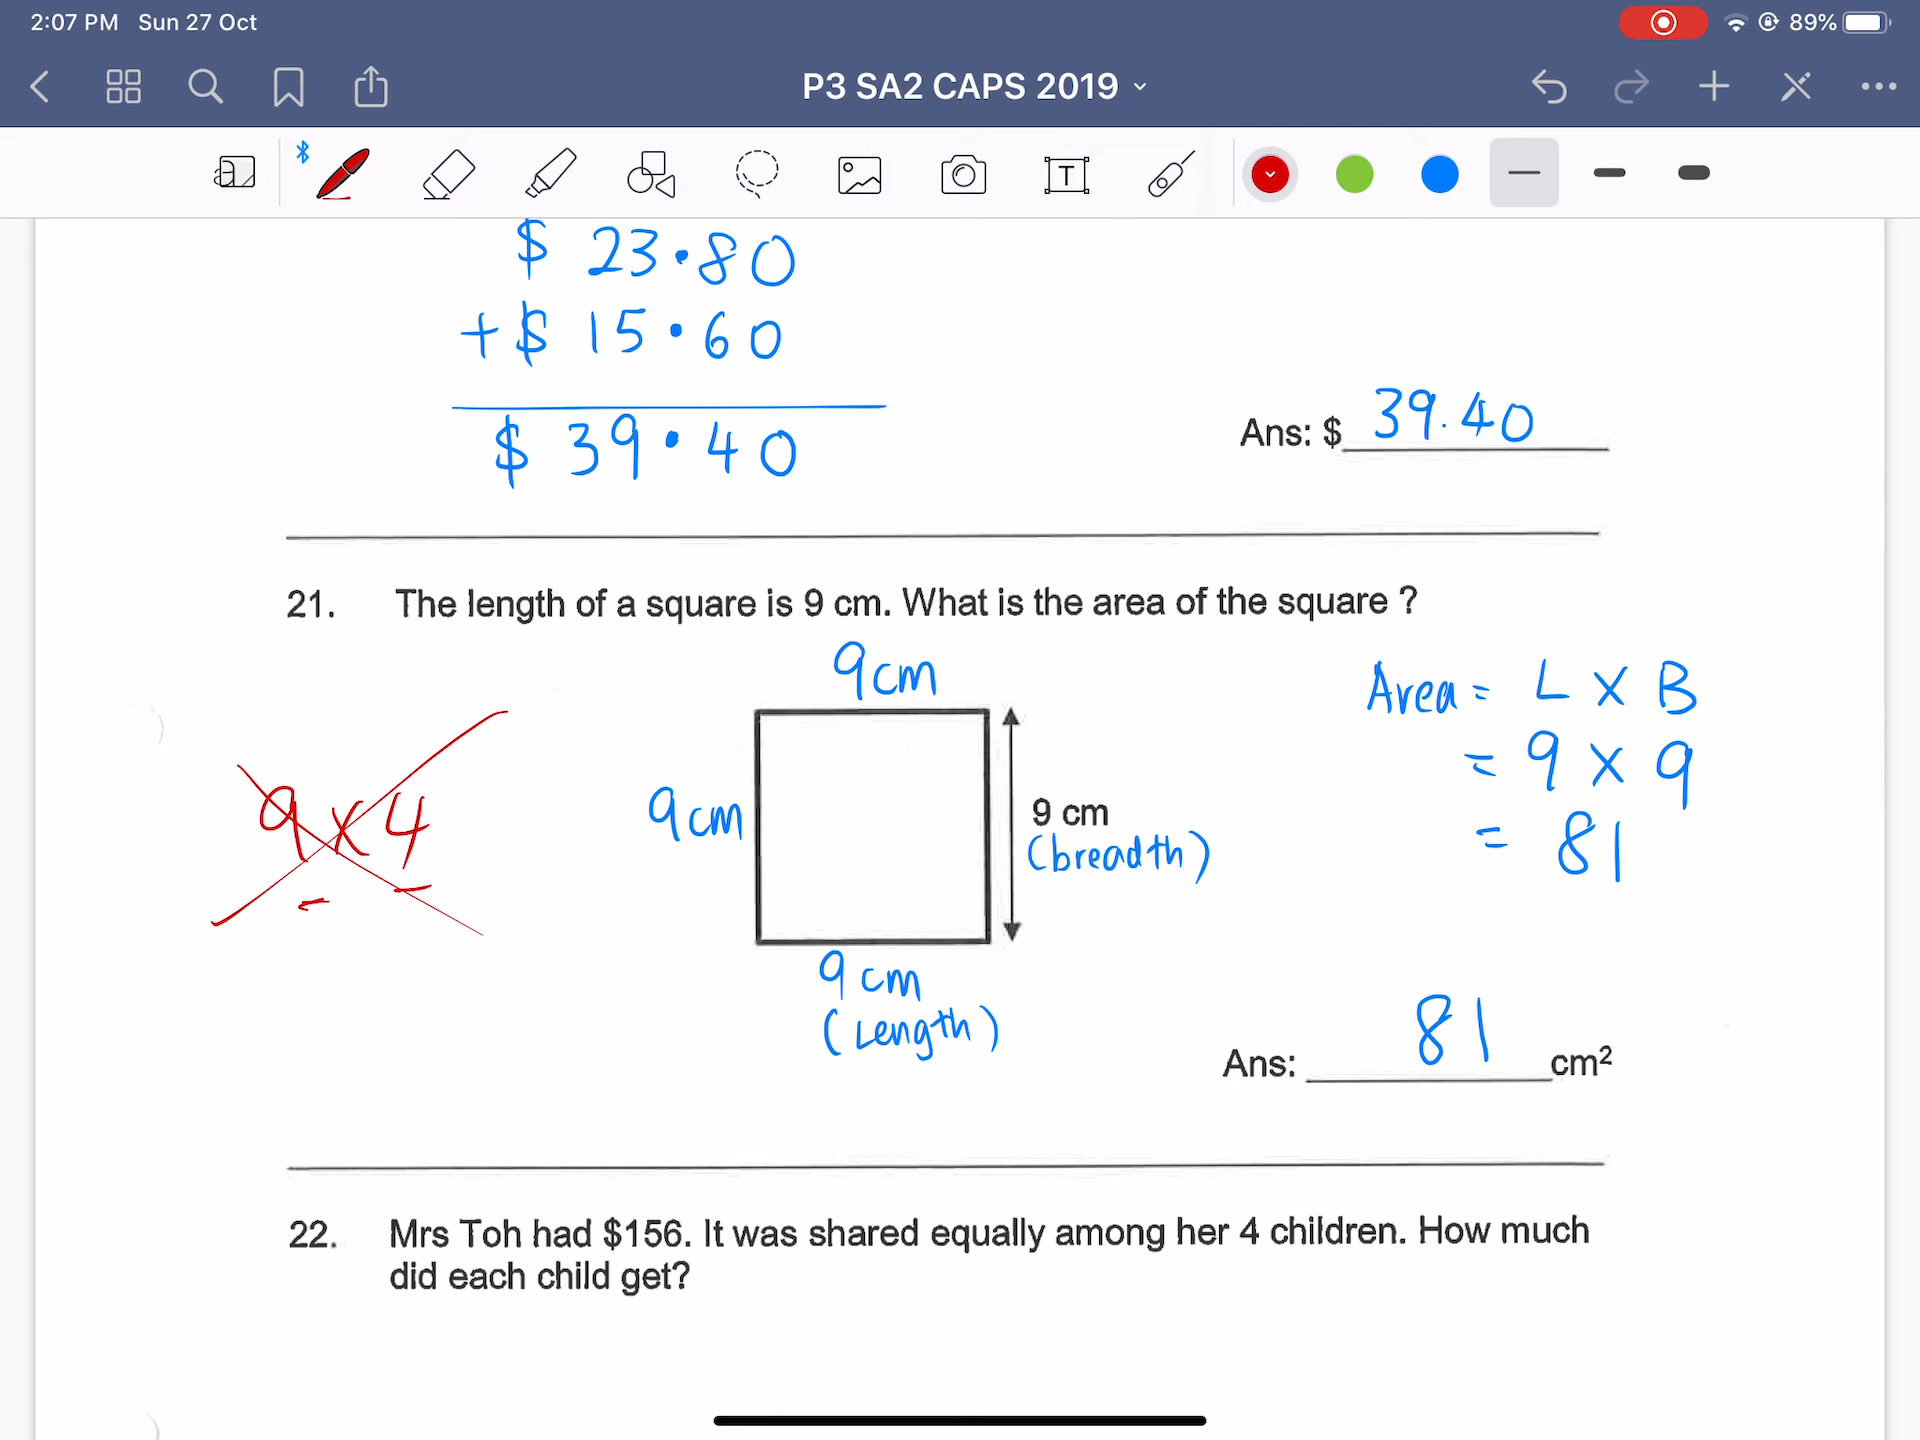 2:07 PM Sun 27 Oct
89%
P3 SA2 CAPS 2019
a
T
$ 23.80
+ $ 15.60
$ 39.40
Ans: $ 39.40
21. The length of a square is 9 cm. What is the area of the square ?
9cm
Area = L X B
= 9 X 9
= 81
9 x 4
9cm
9 cm
(breadth)
9 cm
(Length)
Ans: 81 cm²
22. Mrs Toh had $156. It was shared equally among her 4 children. How much
did each child get?